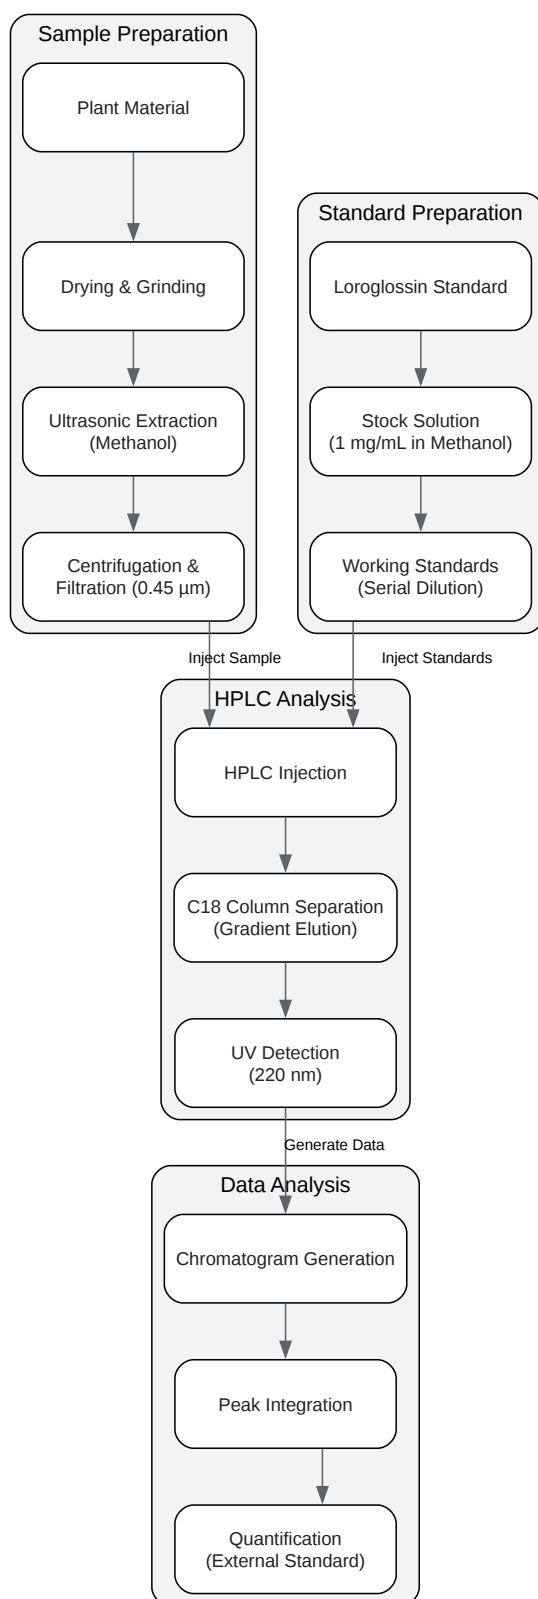 Sample Preparation
Plant Material
Drying & Grinding
Ultrasonic Extraction
(Methanol)
Centrifugation &
Filtration (0.45 µm)
Standard Preparation
Loroglossin Standard
Stock Solution
(1 mg/mL in Methanol)
Working Standards
(Serial Dilution)
Inject Sample
Inject Standards
HPLC Analysis
HPLC Injection
C18 Column Separation
(Gradient Elution)
UV Detection
(220 nm)
Generate Data
Data Analysis
Chromatogram Generation
Peak Integration
Quantification
(External Standard)